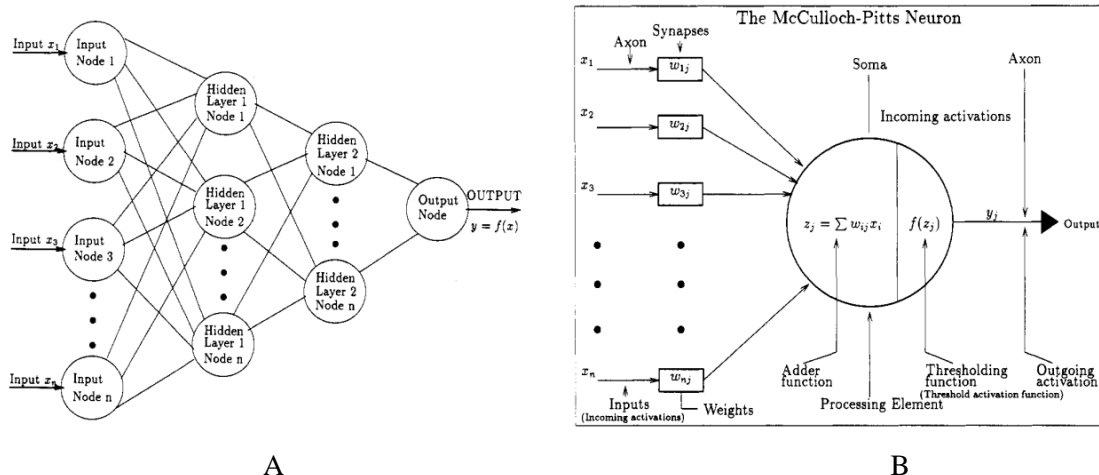 Input x₁
Input
Node 1
Input x₂
Input
Node 2
Input x₃
Input
Node 3
Input xₙ
Input
Node n
Hidden
Layer 1
Node 1
Hidden
Layer 1
Node 2
Hidden
Layer 1
Node n
Hidden
Layer 2
Node 1
Hidden
Layer 2
Node n
Output
Node
OUTPUT
y = f(x)
A
The McCulloch-Pitts Neuron
Synapses
Axon
Soma
Axon
Incoming activations
x₁
w₁ⱼ
x₂
w₂ⱼ
x₃
w₃ⱼ
xₙ
wₙⱼ
zⱼ = ∑ wᵢⱼxᵢ
f(zⱼ)
yⱼ
Output
Adder
function
Thresholding
function
(Threshold activation function)
Outgoing
activation
Inputs
(Incoming activations)
Weights
Processing Element
B